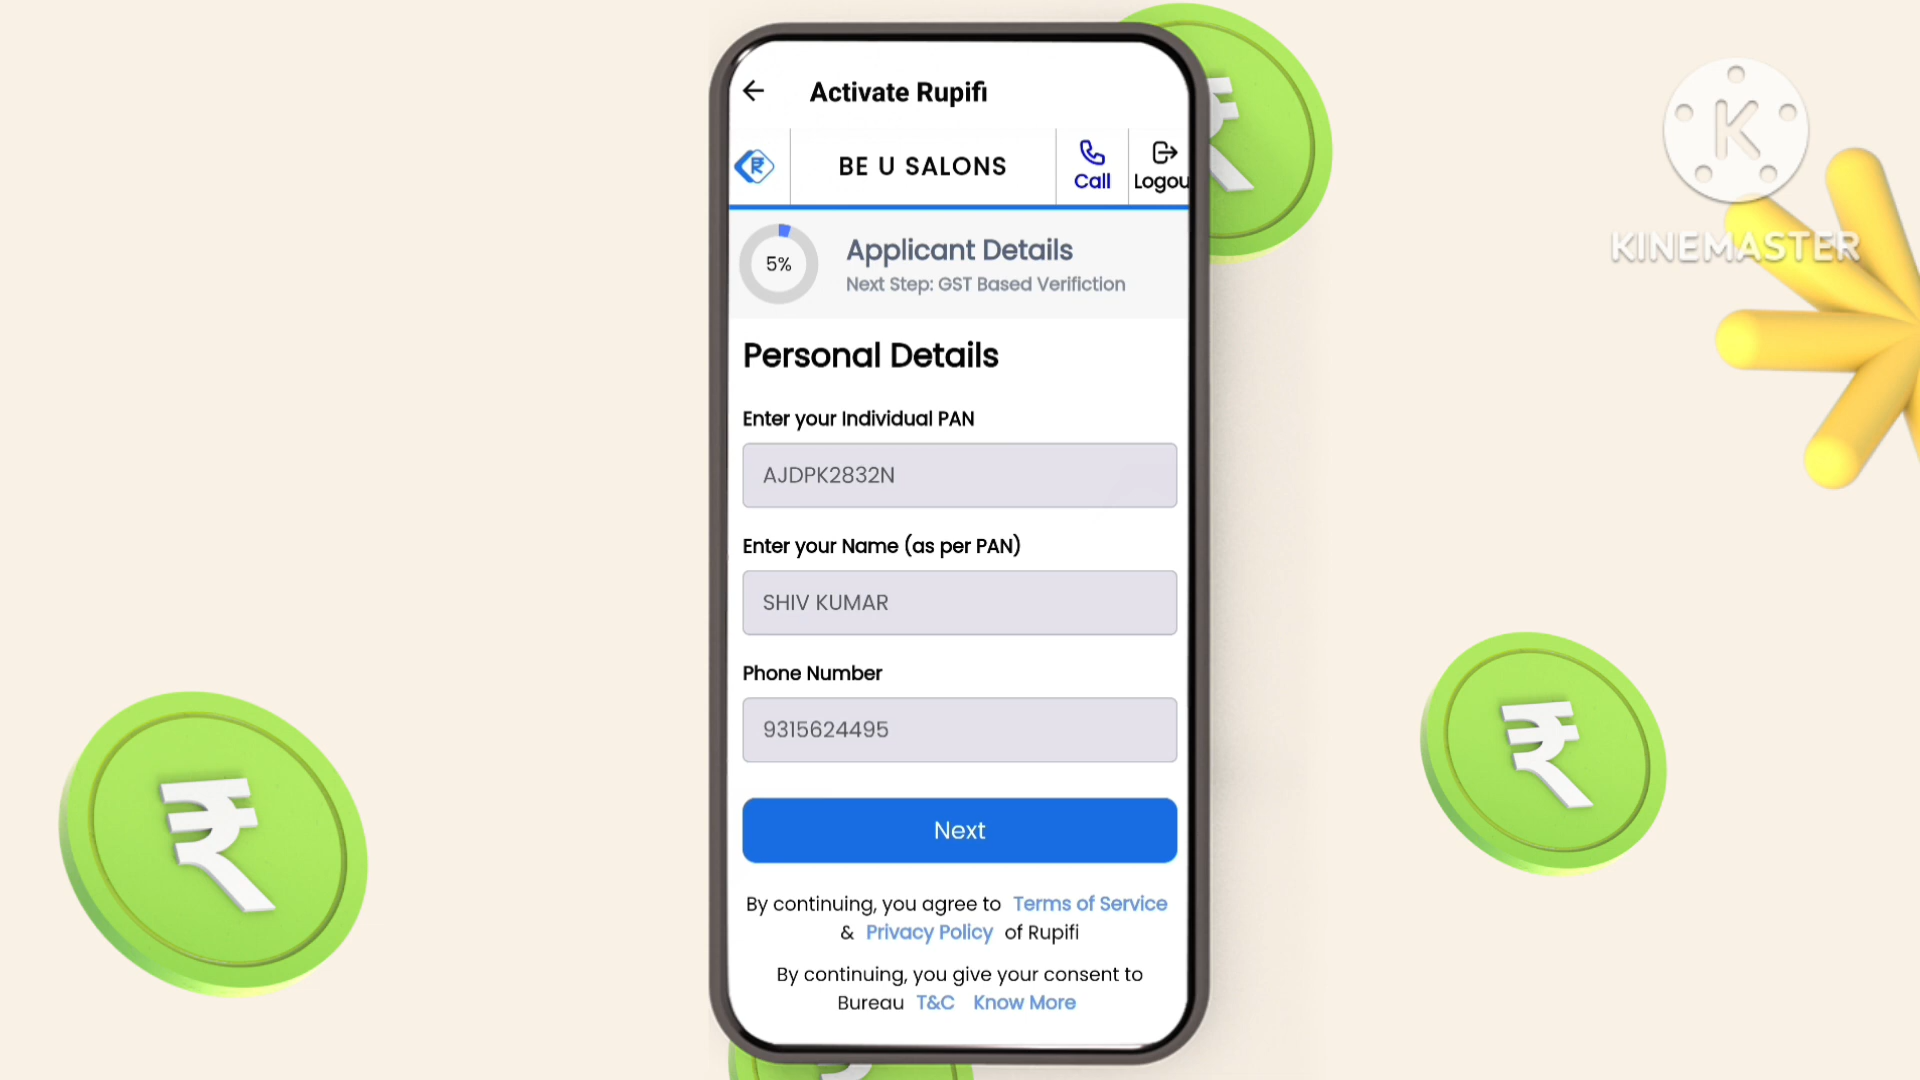 Activate Rupifi
BE U SALONS
Call
Logou
5%
Applicant Details
Next Step: GST Based Verifiction
Personal Details
Enter your Individual PAN
AJDPK2832N
Enter your Name (as per PAN)
SHIV KUMAR
Phone Number
9315624495
Next
By continuing, you agree to Terms of Service
& Privacy Policy of Rupifi
By continuing, you give your consent to
Bureau T&C Know More
K
KINEMASTER
₹
₹
₹